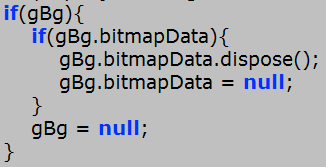 if(gBg){
if(gBg.bitmapData){
gBg.bitmapData.dispose();
gBg.bitmapData = null;
}
gBg = null;
}